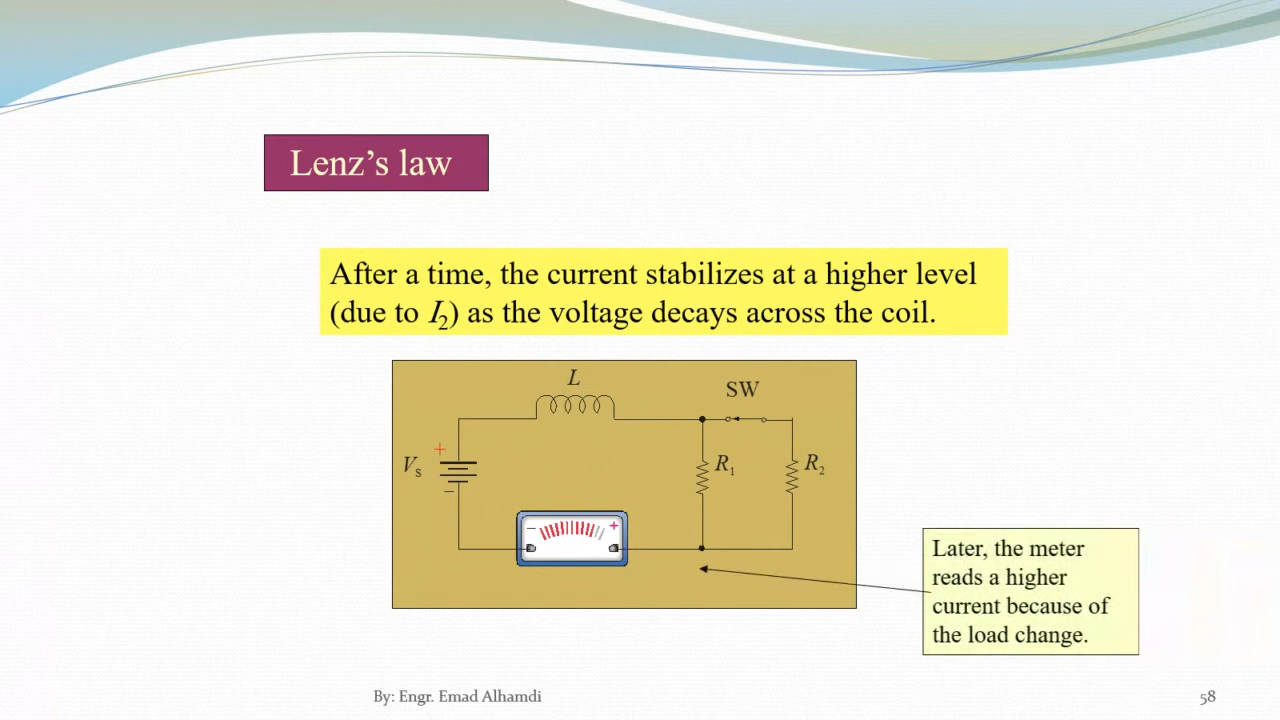 Lenz’s law
After a time, the current stabilizes at a higher level
(due to I2) as the voltage decays across the coil.
L
SW
+
Vs
R1
R2
−
− +
Later, the meter
reads a higher
current because of
the load change.
By: Engr. Emad Alhamdi
58